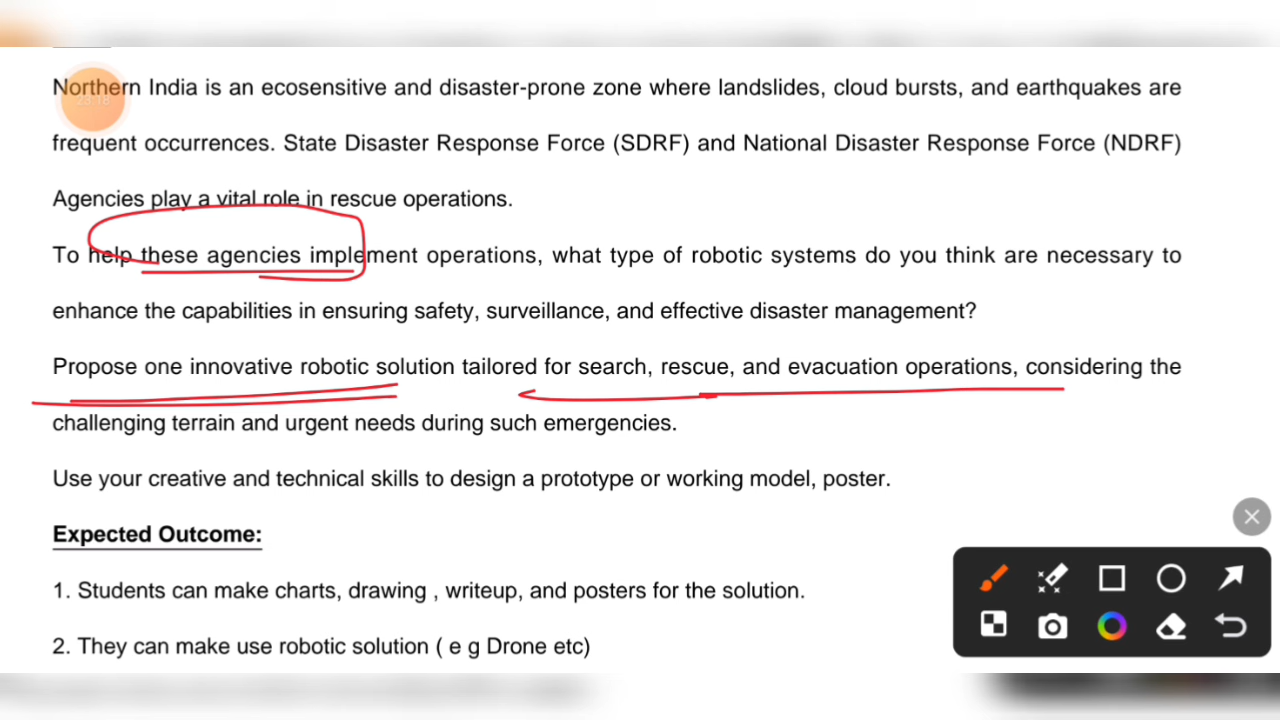 Northern India is an ecosensitive and disaster-prone zone where landslides, cloud bursts, and earthquakes are
frequent occurrences. State Disaster Response Force (SDRF) and National Disaster Response Force (NDRF)
Agencies play a vital role in rescue operations.
To help these agencies implement operations, what type of robotic systems do you think are necessary to
enhance the capabilities in ensuring safety, surveillance, and effective disaster management?
Propose one innovative robotic solution tailored for search, rescue, and evacuation operations, considering the
challenging terrain and urgent needs during such emergencies.
Use your creative and technical skills to design a prototype or working model, poster.
Expected Outcome:
1. Students can make charts, drawing , writeup, and posters for the solution.
2. They can make use robotic solution ( e g Drone etc)